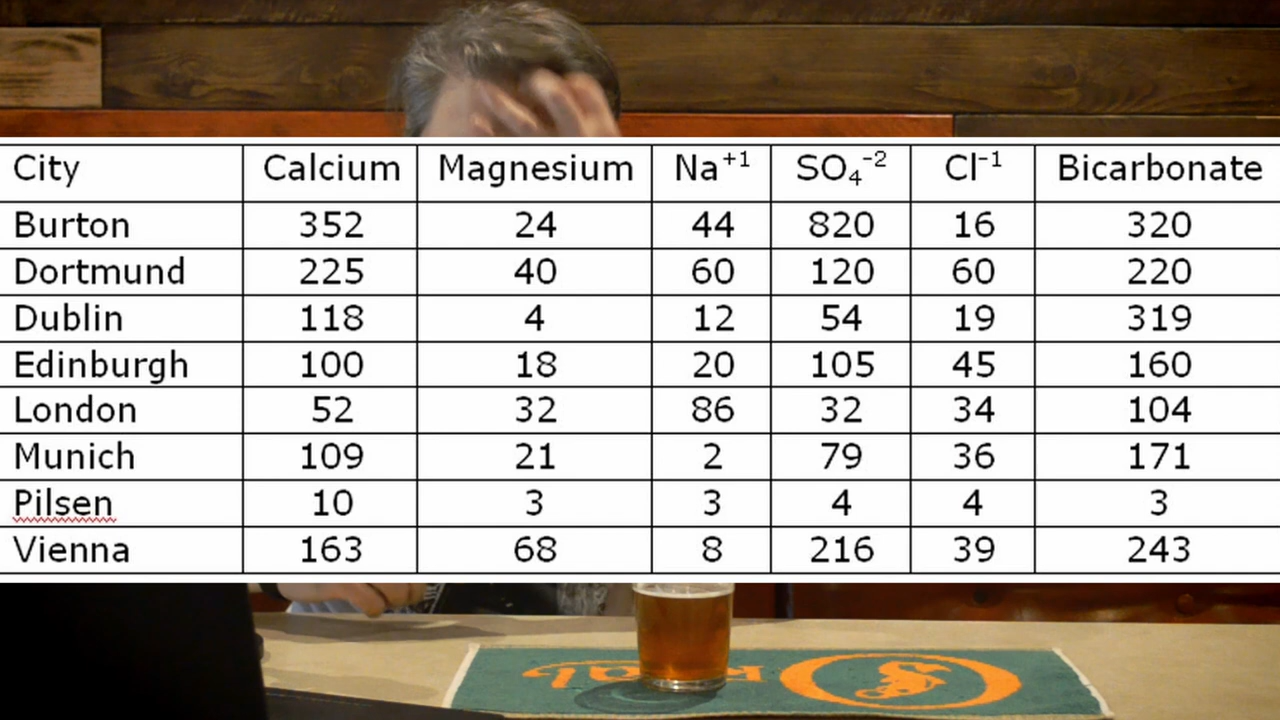 City Calcium Magnesium Na+1 SO4-2 Cl-1 Bicarbonate
Burton 352 24 44 820 16 320
Dortmund 225 40 60 120 60 220
Dublin 118 4 12 54 19 319
Edinburgh 100 18 20 105 45 160
London 52 32 86 32 34 104
Munich 109 21 2 79 36 171
Pilsen 10 3 3 4 4 3
Vienna 163 68 8 216 39 243